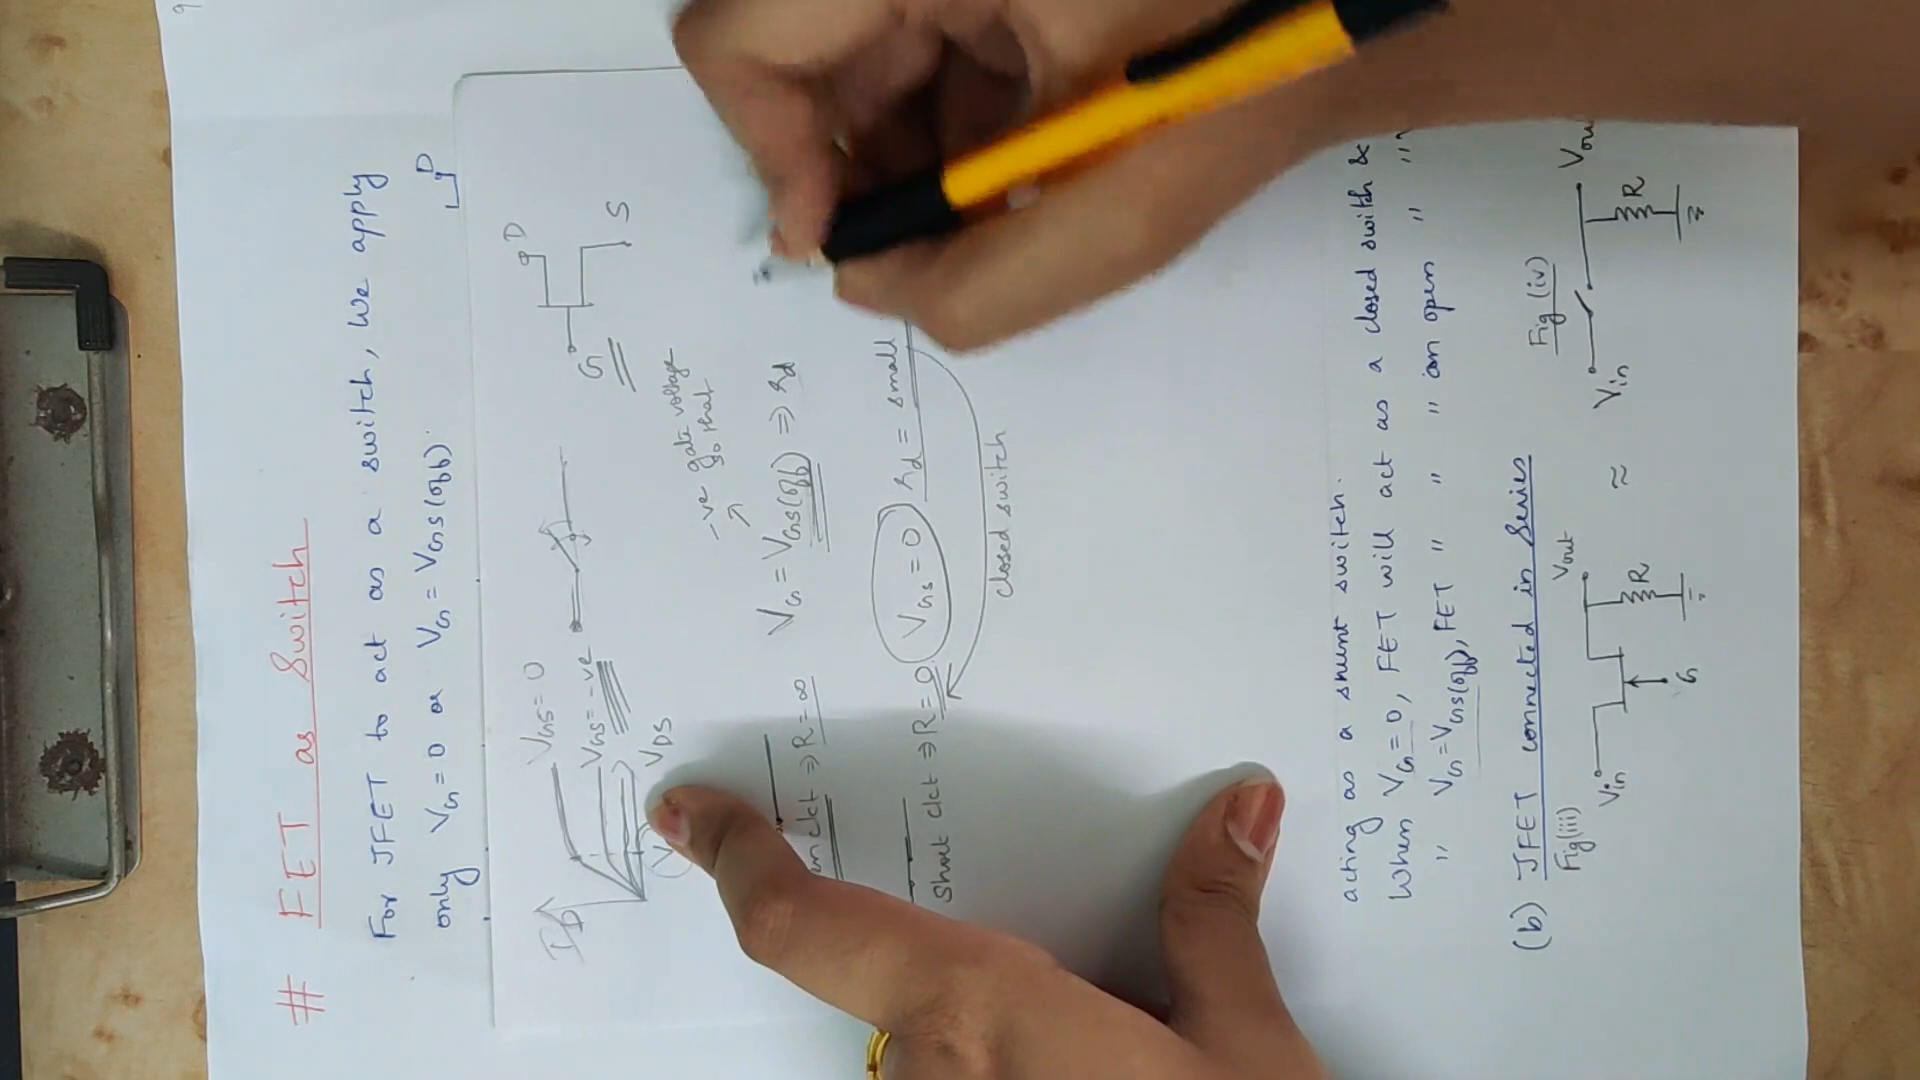 # FET as Switch
For JFET to act as a switch, we apply
only VG = 0 or VG = VGS(off).
D
ID
VGS = 0
VGS = -ve
VDS
G
D
S
-ve gate voltage
so that
ckt ⇒ R = ∞
VG = VGS(off) ⇒ rd
Short ckt ⇒ R = 0
VGS = 0
rd = small
closed switch
acting as a shunt switch.
When VG = 0, FET will act as a closed switch &
" VG = VGS(off), FET " " " an open " "
(b) JFET connected in Series
Fig(iii)
Vin
G
Vout
R
≈
Fig(iv)
Vin
R